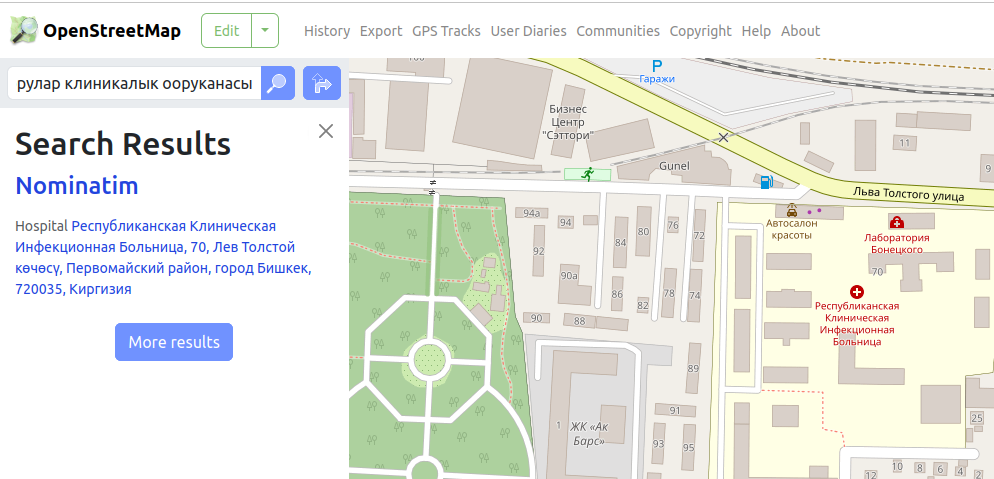 OpenStreetMap
Edit
History Export GPS Tracks User Diaries Communities Copyright Help About
рулар клиникалык ооруканасы
Search Results
Nominatim
Hospital Республиканская Клиническая
Инфекционная Больница, 70, Лев Толстой
көчөсү, Первомайский район, город Бишкек,
720035, Киргизия
More results
P
Гаражи
Бизнес
Центр
"Сэттори"
Gunel
11
9
Льва Толстого улица
Автосалон
красоты
Лаборатория
Бонецкого
70
Республиканская
Клиническая
Инфекционная
Больница
94а
94
92
90а
90
88
84
80
76
72
86
82
78
74
89
91
93
95
1
ЖК «Ак
Барс»
25
12
10
8
6
4
2